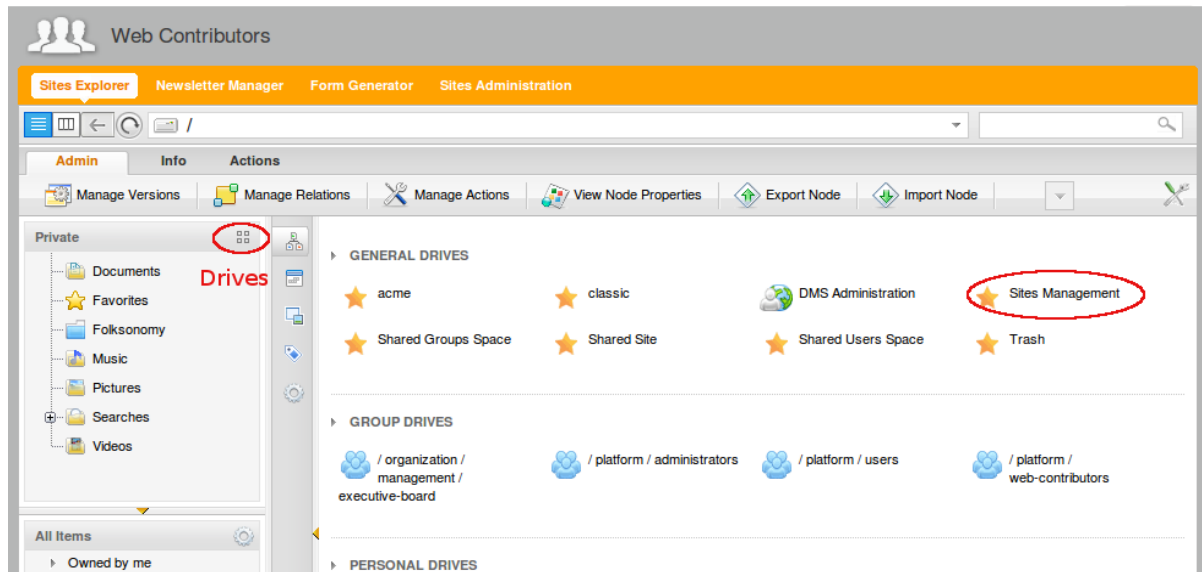 Web Contributors
Sites Explorer Newsletter Manager Form Generator Sites Administration
/
Admin Info Actions
Manage Versions Manage Relations Manage Actions View Node Properties Export Node Import Node
Private
Drives
Documents
Favorites
Folksonomy
Music
Pictures
Searches
Videos
All Items
Owned by me
GENERAL DRIVES
acme classic DMS Administration Sites Management
Shared Groups Space Shared Site Shared Users Space Trash
GROUP DRIVES
/ organization / / platform / administrators / platform / users / platform /
management / web-contributors
executive-board
PERSONAL DRIVES